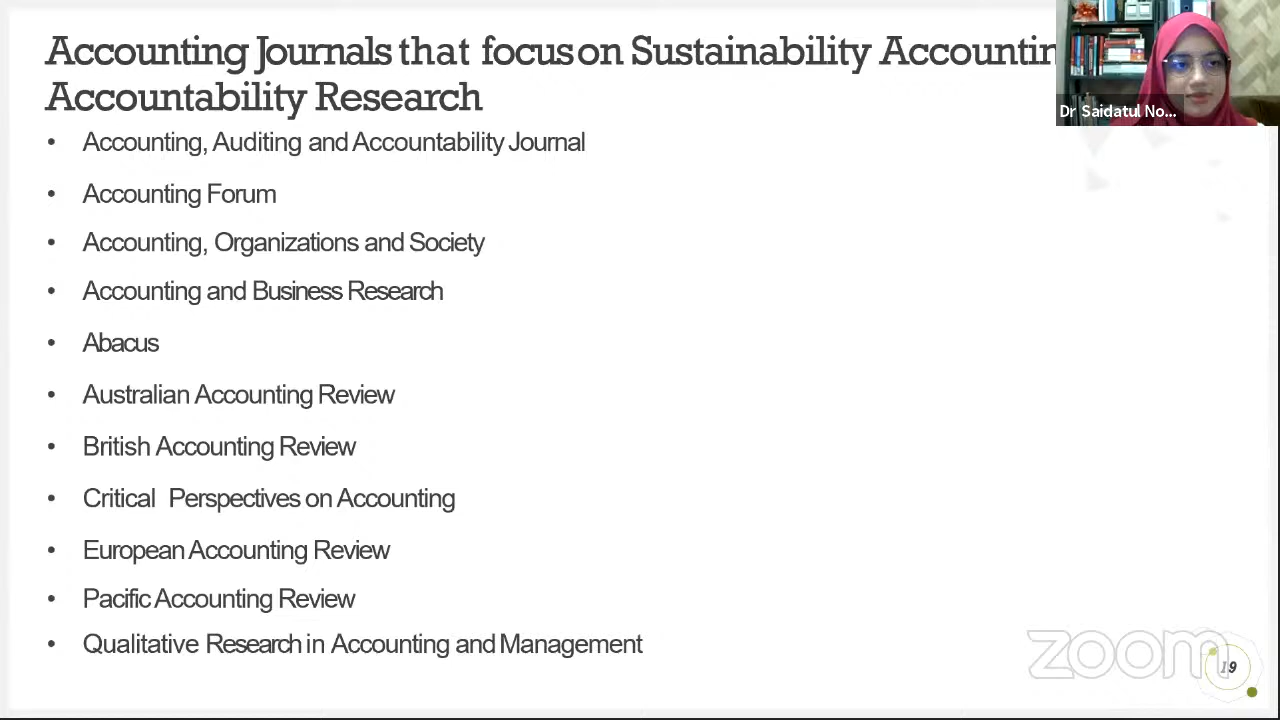 Accounting Journals that focus on Sustainability Accountin
Accountability Research
Dr Saidatul No...
• Accounting, Auditing and Accountability Journal
• Accounting Forum
• Accounting, Organizations and Society
• Accounting and Business Research
• Abacus
• Australian Accounting Review
• British Accounting Review
• Critical Perspectives on Accounting
• European Accounting Review
• Pacific Accounting Review
• Qualitative Research in Accounting and Management
zoom
19